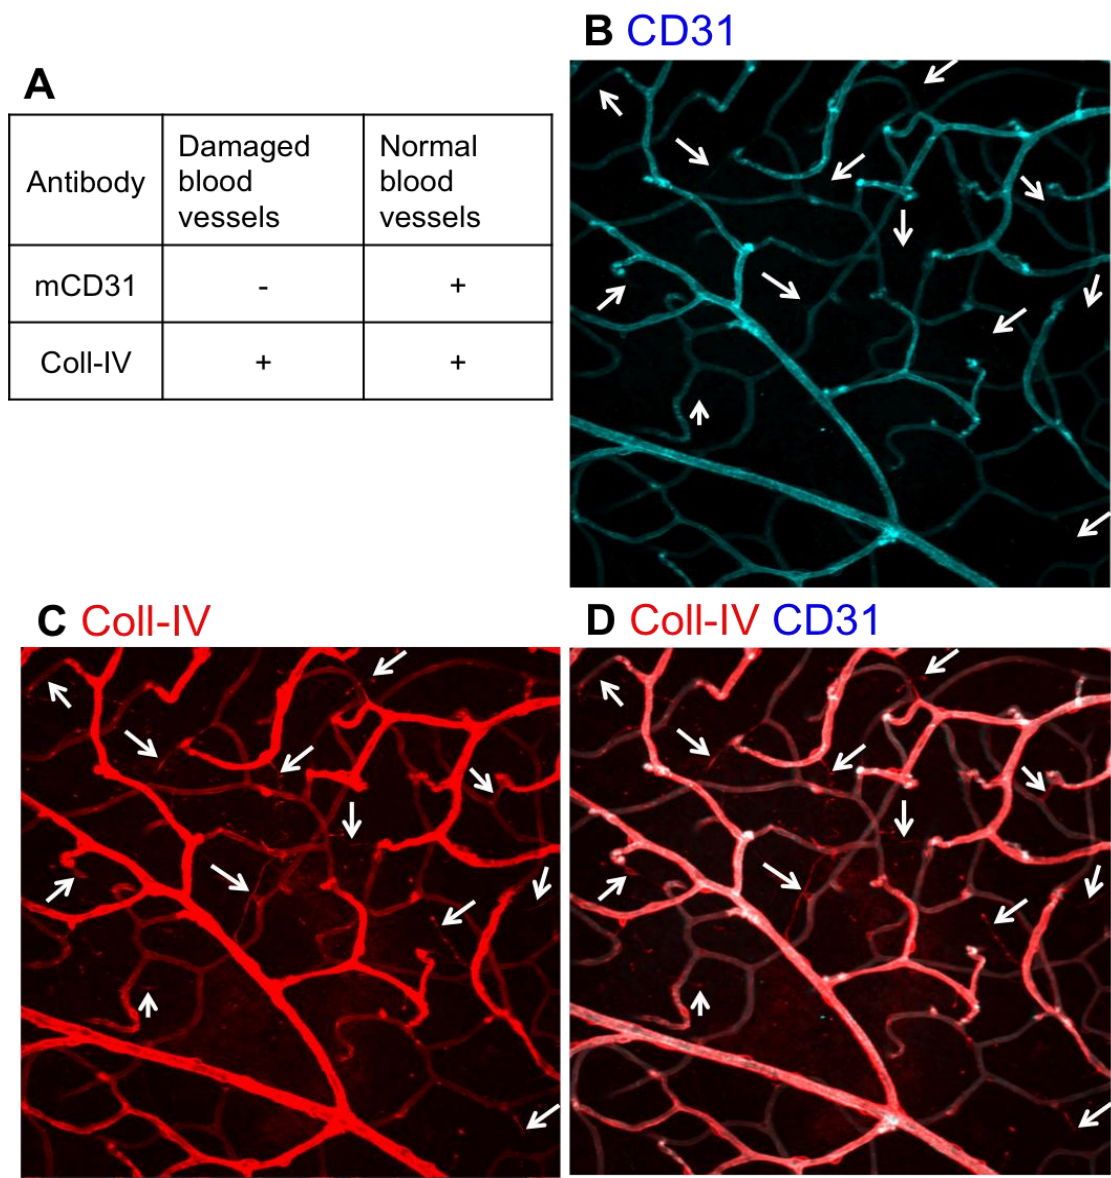 A
Antibody
Damaged
blood
vessels
Normal
blood
vessels
mCD31
-
+
Coll-IV
+
+
B CD31
C Coll-IV
D Coll-IV CD31